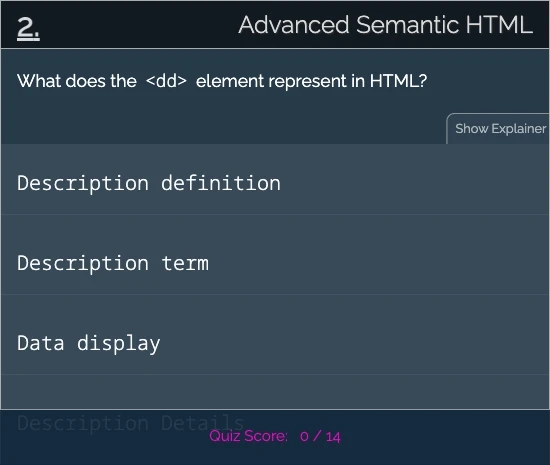 2.
Advanced Semantic HTML
What does the <dd> element represent in HTML?
Show Explainer
Description definition
Description term
Data display
Description Details
Quiz Score: 0 / 14